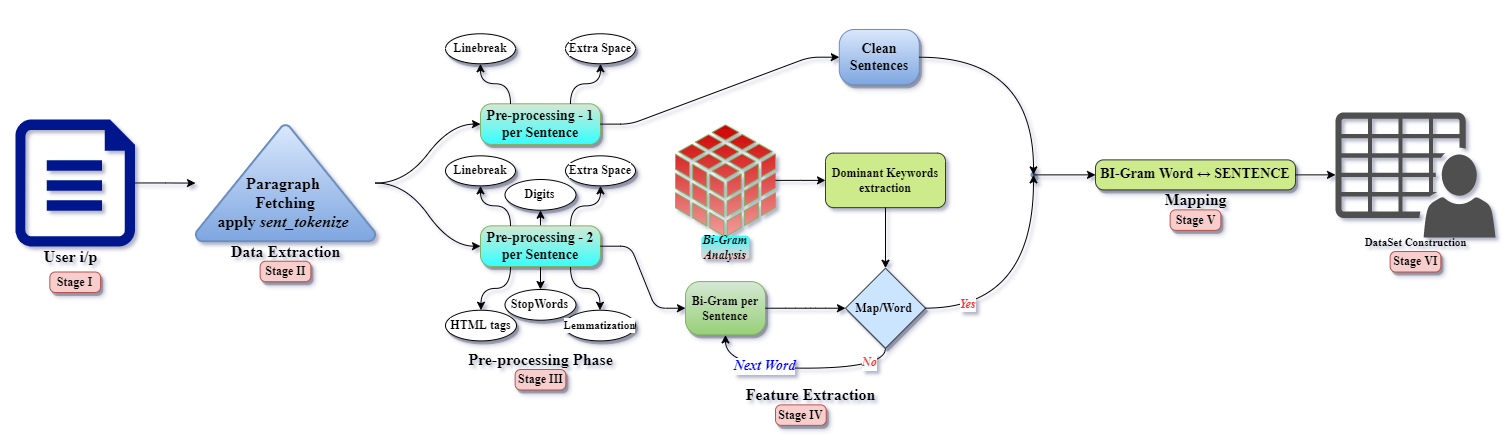 User i/p
Stage I
Paragraph
Fetching
apply sent_tokenize
Data Extraction
Stage II
Linebreak
Extra Space
Pre-processing - 1
per Sentence
Linebreak
Extra Space
Digits
Pre-processing - 2
per Sentence
StopWords
HTML tags
Lemmatization
Pre-processing Phase
Stage III
Clean
Sentences
Bi-Gram
Analysis
Dominant Keywords
extraction
Bi-Gram per
Sentence
Map/Word
Yes
No
Next Word
Feature Extraction
Stage IV
BI-Gram Word ↔ SENTENCE
Mapping
Stage V
DataSet Construction
Stage VI